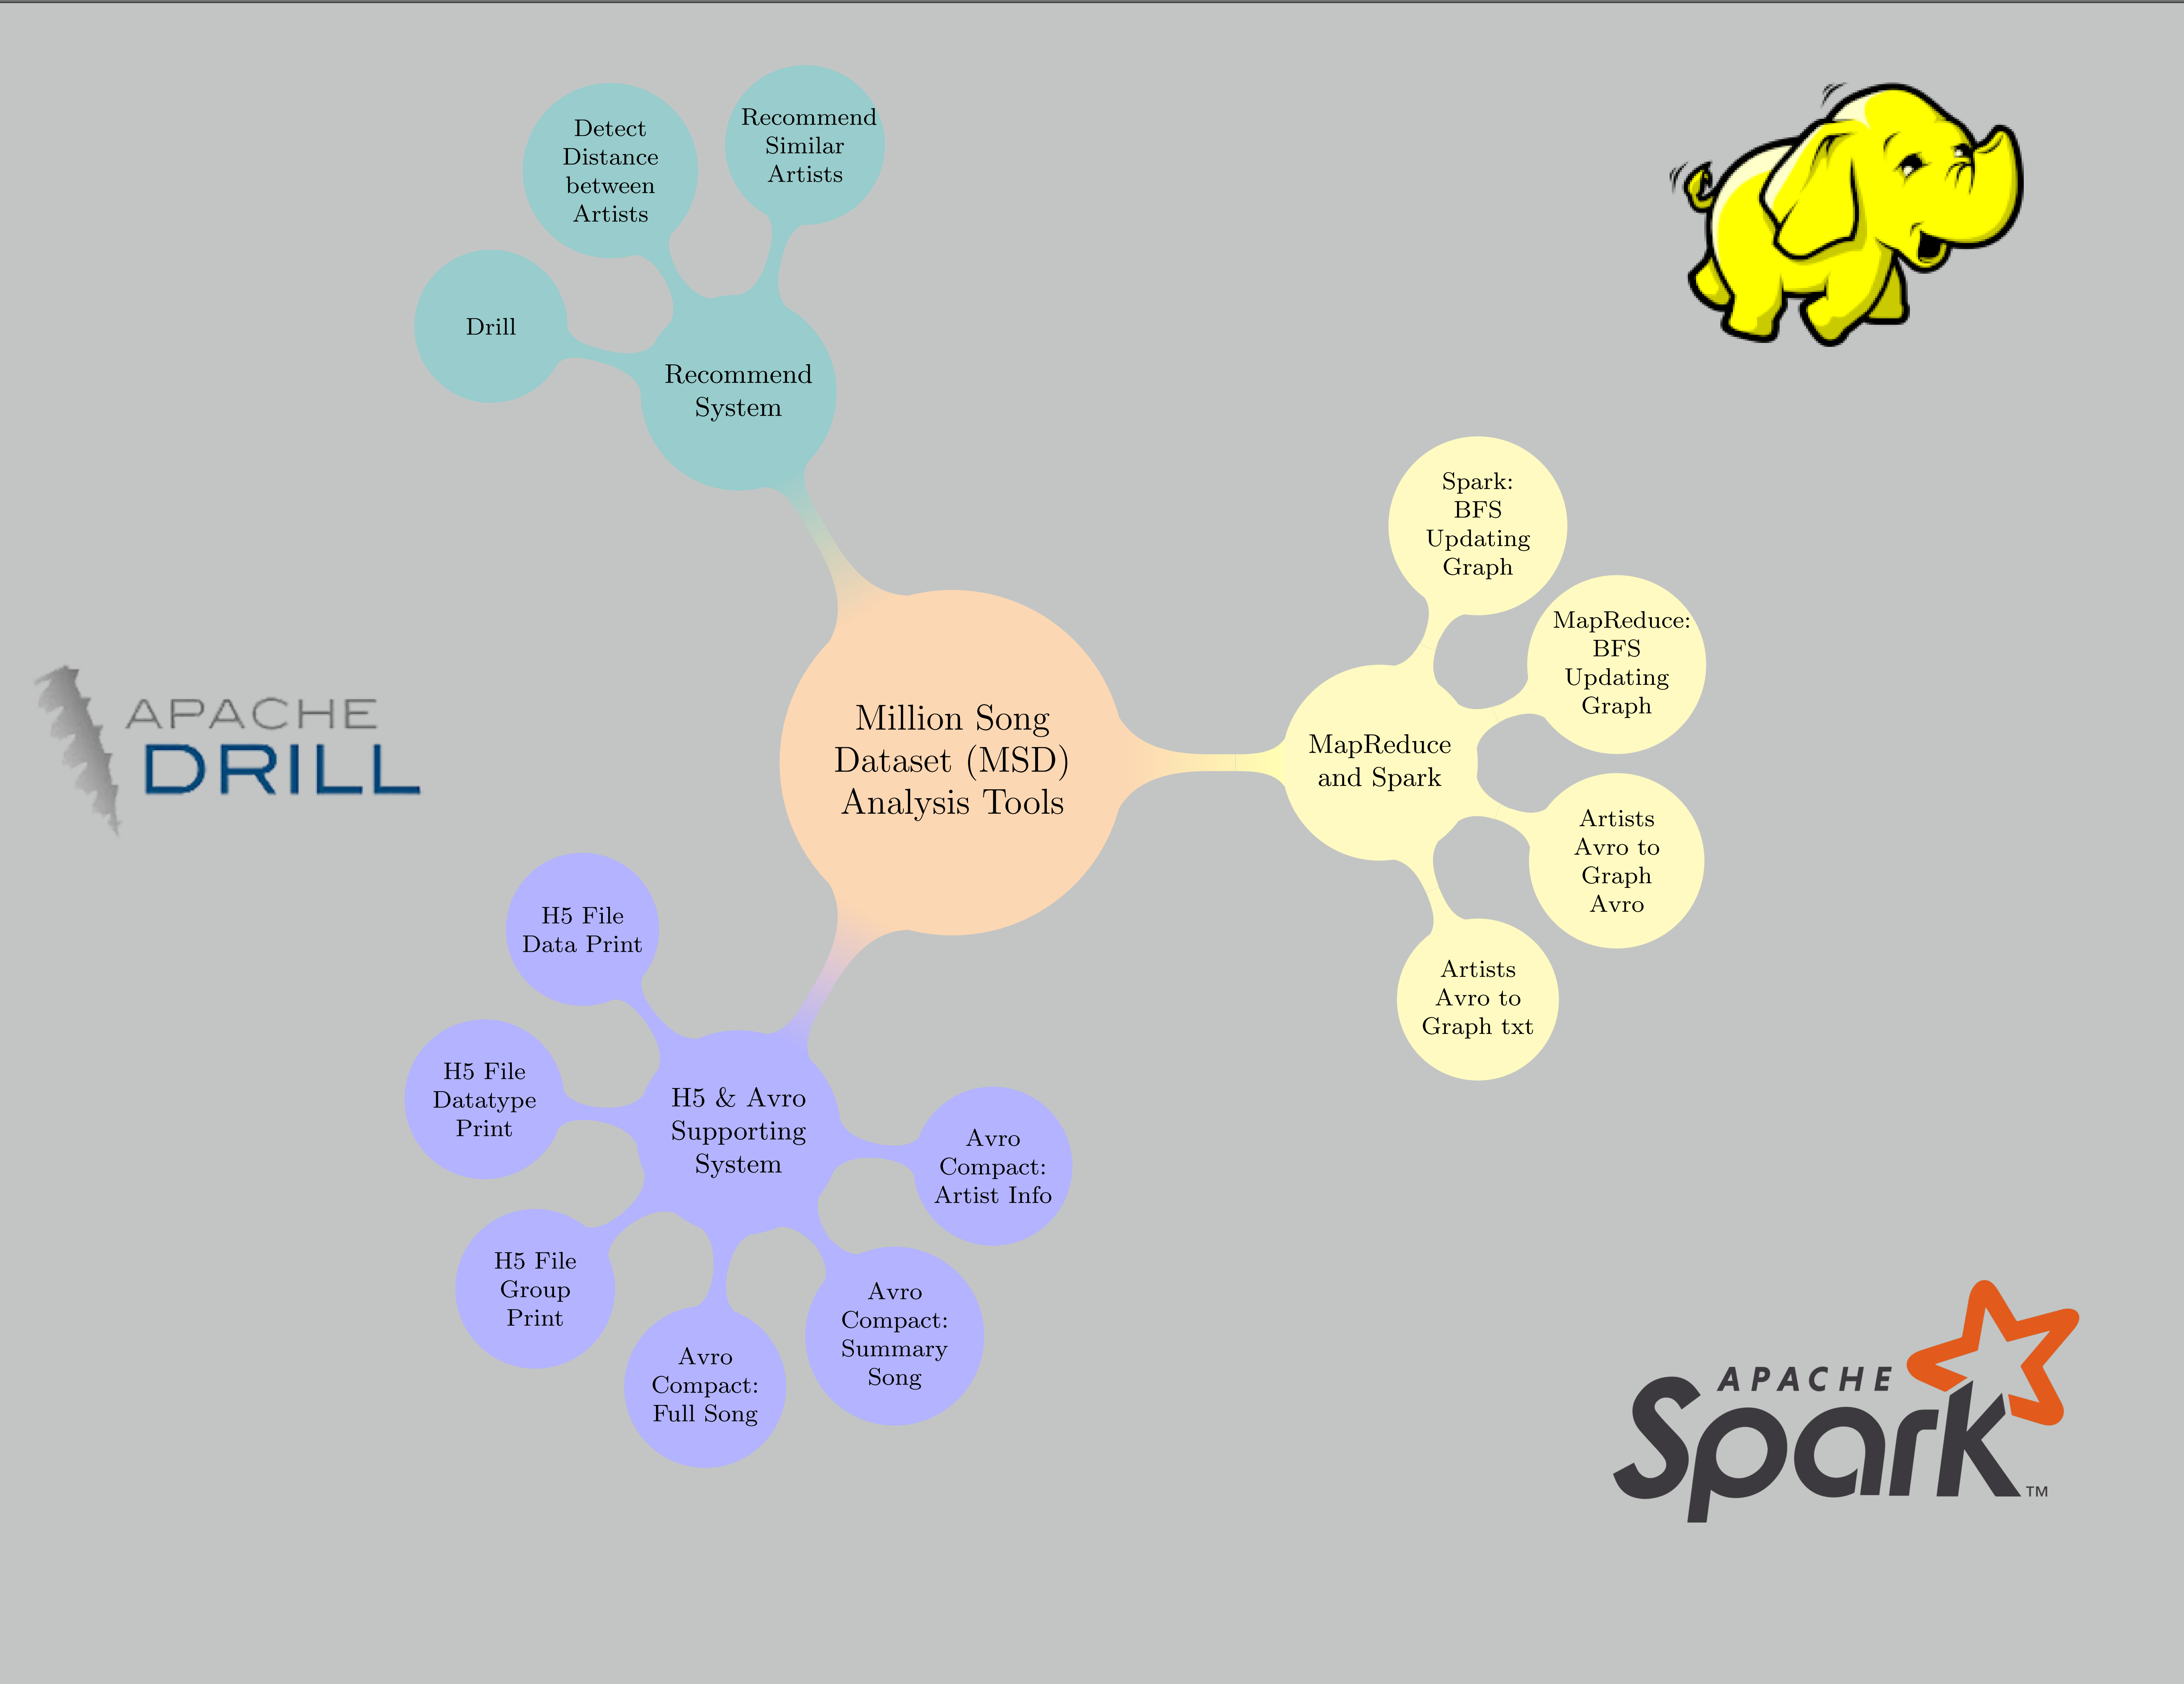 Recommend
Similar
Artists
Detect
Distance
between
Artists
Drill
Recommend
System
Spark:
BFS
Updating
Graph
MapReduce:
BFS
Updating
Graph
APACHE
DRILL
Million Song
Dataset (MSD)
Analysis Tools
MapReduce
and Spark
Artists
Avro to
Graph
Avro
Artists
Avro to
Graph txt
H5 File
Data Print
H5 File
Datatype
Print
H5 & Avro
Supporting
System
Avro
Compact:
Artist Info
H5 File
Group
Print
Avro
Compact:
Summary
Song
Avro
Compact:
Full Song
APACHE
Spark
TM